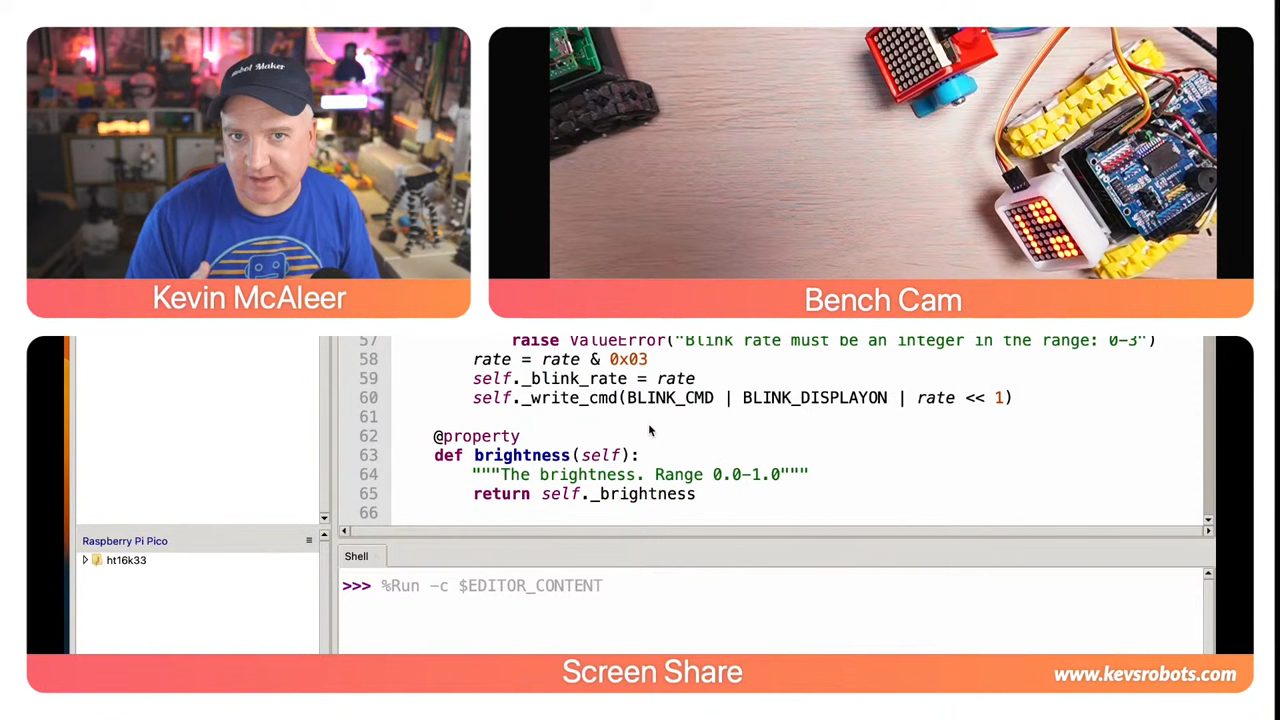 Robot Maker
Kevin McAleer
Bench Cam
57 raise ValueError("Blink rate must be an integer in the range: 0-3")
58 rate = rate & 0x03
59 self._blink_rate = rate
60 self._write_cmd(BLINK_CMD | BLINK_DISPLAYON | rate << 1)
61
62 @property
63 def brightness(self):
64 """The brightness. Range 0.0-1.0"""
65 return self._brightness
66
Raspberry Pi Pico
ht16k33
Shell
>>> %Run -c $EDITOR_CONTENT
Screen Share
www.kevsrobots.com